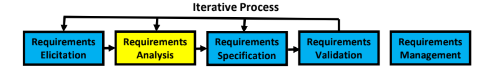 Iterative Process
Requirements
Elicitation
Requirements
Analysis
Requirements
Specification
Requirements
Validation
Requirements
Management